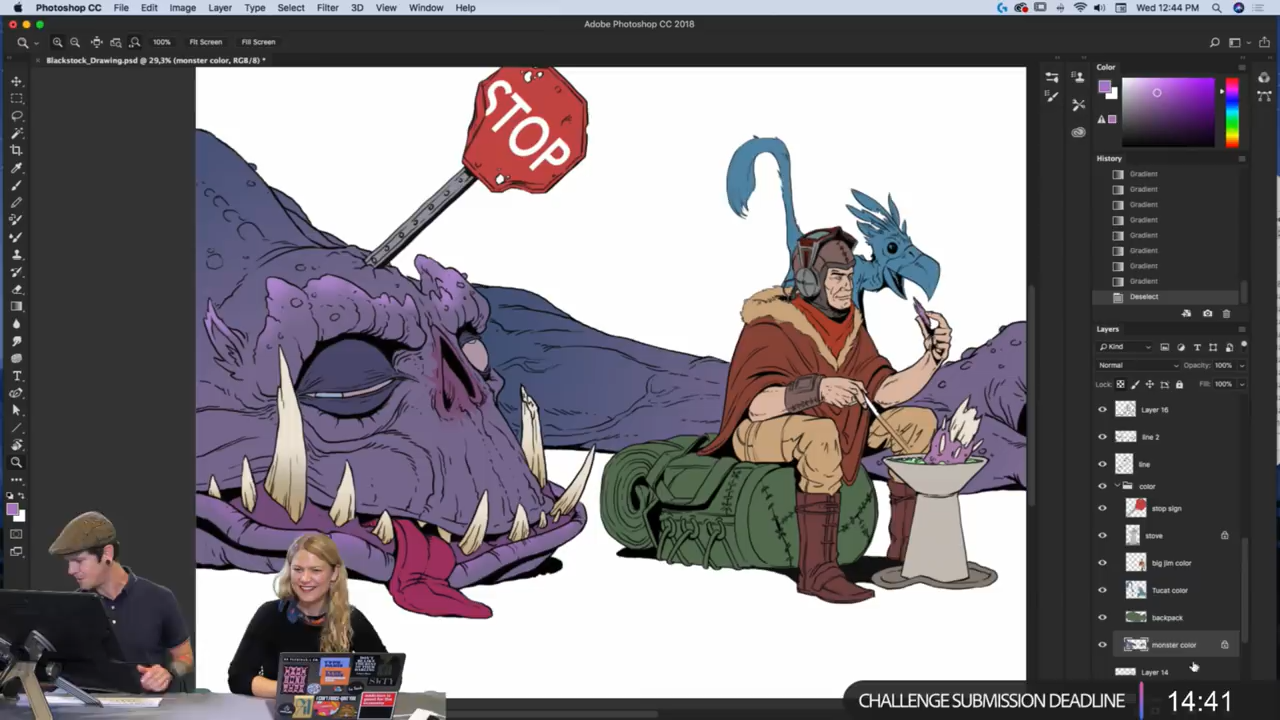 Photoshop CC File Edit Image Layer Type Select Filter 3D View Window Help
Wed 12:44 PM
Adobe Photoshop CC 2018
100% Fit Screen Fill Screen
Blackstock_Drawing.psd @ 29,3% (monster color, RGB/8) *
Color
STOP
History
Gradient
Gradient
Gradient
Gradient
Gradient
Gradient
Gradient
Gradient
Deselect
Layers
Kind
Normal Opacity: 100%
Lock: Fill: 100%
Layer 16
line 2
line
color
stop sign
stove
big jim color
Tucat color
backpack
monster color
Layer 14
CHALLENGE SUBMISSION DEADLINE 14:41